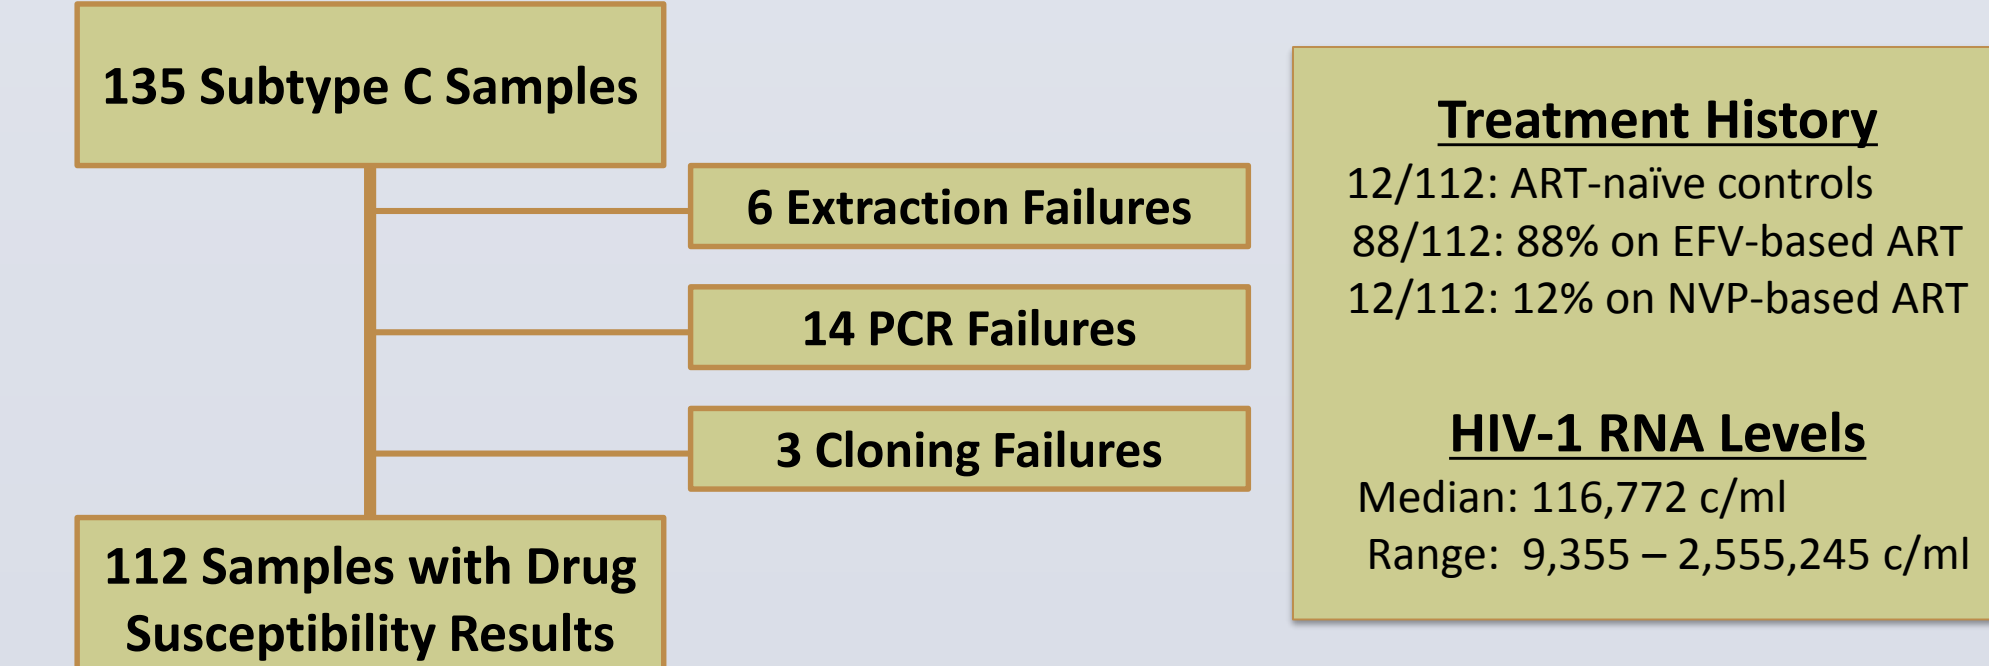 135 Subtype C Samples
6 Extraction Failures
14 PCR Failures
3 Cloning Failures
112 Samples with Drug
Susceptibility Results
Treatment History
12/112: ART-naïve controls
88/112: 88% on EFV-based ART
12/112: 12% on NVP-based ART
HIV-1 RNA Levels
Median: 116,772 c/ml
Range: 9,355 – 2,555,245 c/ml